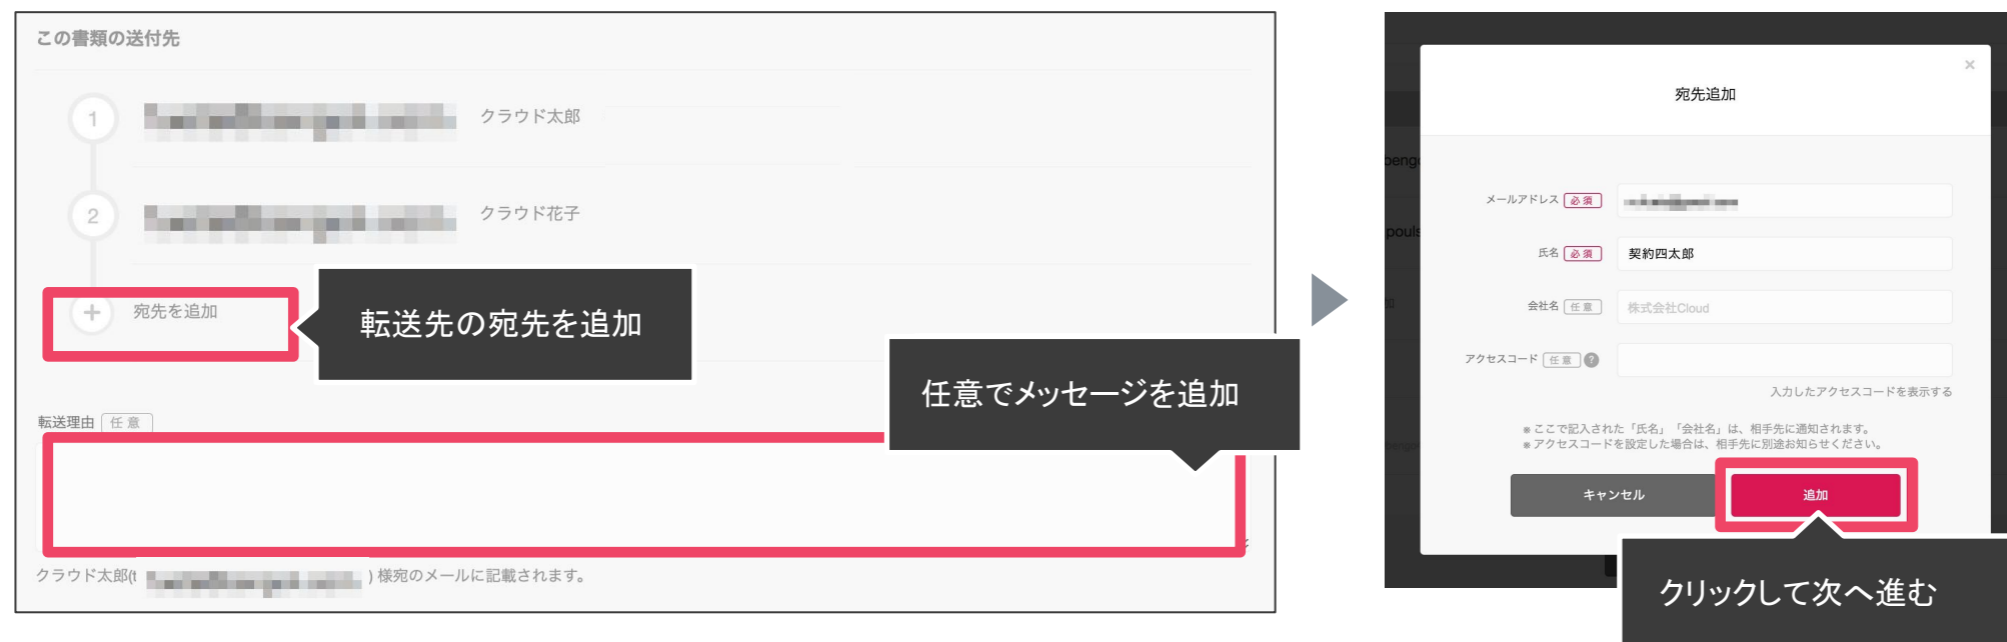 この書類の送付先
1
クラウド太郎
2
クラウド花子
+ 宛先を追加
転送先の宛先を追加
任意でメッセージを追加
転送理由 任意
クラウド太郎(t
) 様宛のメールに記載されます。
×
宛先追加
メールアドレス 必須
氏名 必須 契約四太郎
会社名 任意 株式会社Cloud
アクセスコード 任意 ?
入力したアクセスコードを表示する
※ ここで記入された「氏名」「会社名」は、相手先に通知されます。
※ アクセスコードを設定した場合は、相手先に別途お知らせください。
キャンセル 追加
クリックして次へ進む